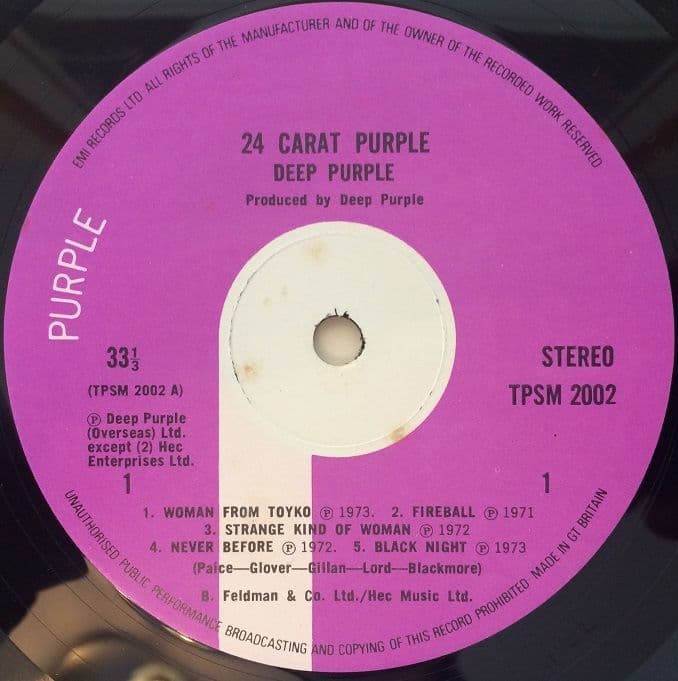 EMI RECORDS LTD ALL RIGHTS OF THE MANUFACTURER AND OF THE OWNER OF THE RECORDED WORK RESERVED
24 CARAT PURPLE
DEEP PURPLE
Produced by Deep Purple
PURPLE
33⅓
(TPSM 2002 A)
℗ Deep Purple
(Overseas) Ltd.
except (2) Hec
Enterprises Ltd.
1
STEREO
TPSM 2002
1
1. WOMAN FROM TOYKO ℗ 1973. 2. FIREBALL ℗ 1971
3. STRANGE KIND OF WOMAN ℗ 1972
4. NEVER BEFORE ℗ 1972. 5. BLACK NIGHT ℗ 1973
(Paice—Glover—Gillan—Lord—Blackmore)
B. Feldman & Co. Ltd./Hec Music Ltd.
UNAUTHORISED PUBLIC PERFORMANCE BROADCASTING AND COPYING OF THIS RECORD PROHIBITED MADE IN GT BRITAIN